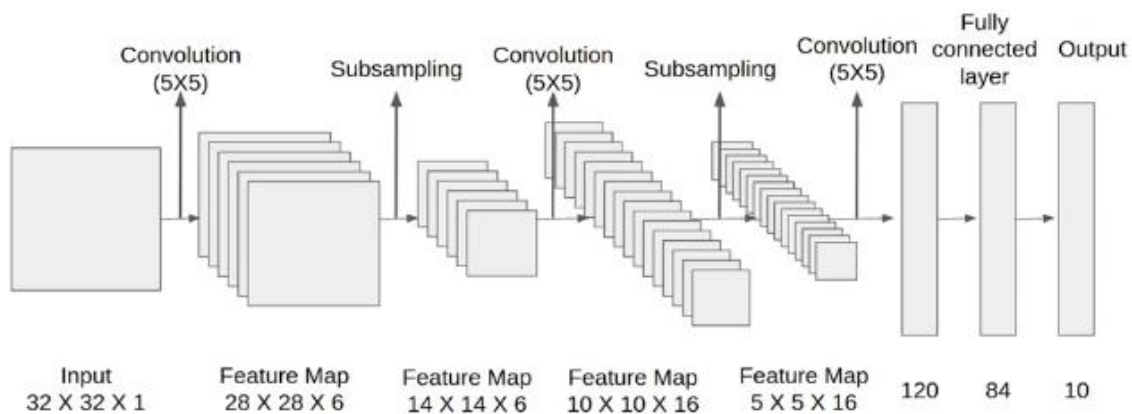 Convolution
(5X5)
Subsampling
Convolution
(5X5)
Subsampling
Convolution
(5X5)
Fully
connected
layer
Output
Input
32 X 32 X 1
Feature Map
28 X 28 X 6
Feature Map
14 X 14 X 6
Feature Map
10 X 10 X 16
Feature Map
5 X 5 X 16
120
84
10